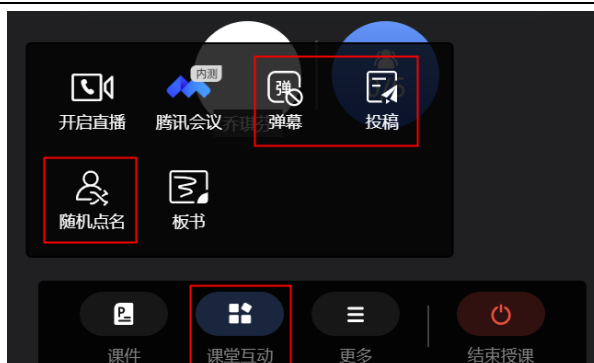 内测
弹
开启直播 腾讯会议 弹幕 投稿
随机点名 板书
课件 课堂互动 更多 结束授课